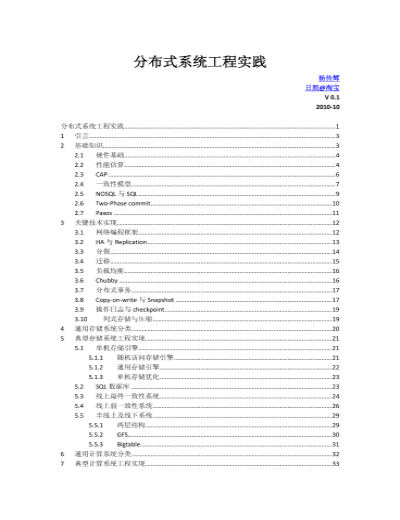 分布式系统工程实践
杨传辉
日照@淘宝
V 0.1
2010-10
分布式系统工程实践 1
1 引言 3
2 基础知识 3
2.1 硬件基础 4
2.2 性能估算 4
2.3 CAP 6
2.4 一致性模型 7
2.5 NOSQL 与 SQL 9
2.6 Two-Phase commit 10
2.7 Paxos 11
3 关键技术实现 12
3.1 网络编程框架 12
3.2 HA 与 Replication 13
3.3 分裂 14
3.4 迁移 15
3.5 负载均衡 16
3.6 Chubby 16
3.7 分布式事务 17
3.8 Copy-on-write 与 Snapshot 17
3.9 操作日志与 checkpoint 19
3.10 列式存储与压缩 19
4 通用存储系统分类 20
5 典型存储系统工程实现 21
5.1 单机存储引擎 21
5.1.1 随机访问存储引擎 21
5.1.2 通用存储引擎 22
5.1.3 单机存储优化 23
5.2 SQL 数据库 23
5.3 线上最终一致性系统 24
5.4 线上弱一致性系统 26
5.5 半线上及线下系统 29
5.5.1 两层结构 29
5.5.2 GFS 30
5.5.3 Bigtable 31
6 通用计算系统分类 32
7 典型计算系统工程实现 33